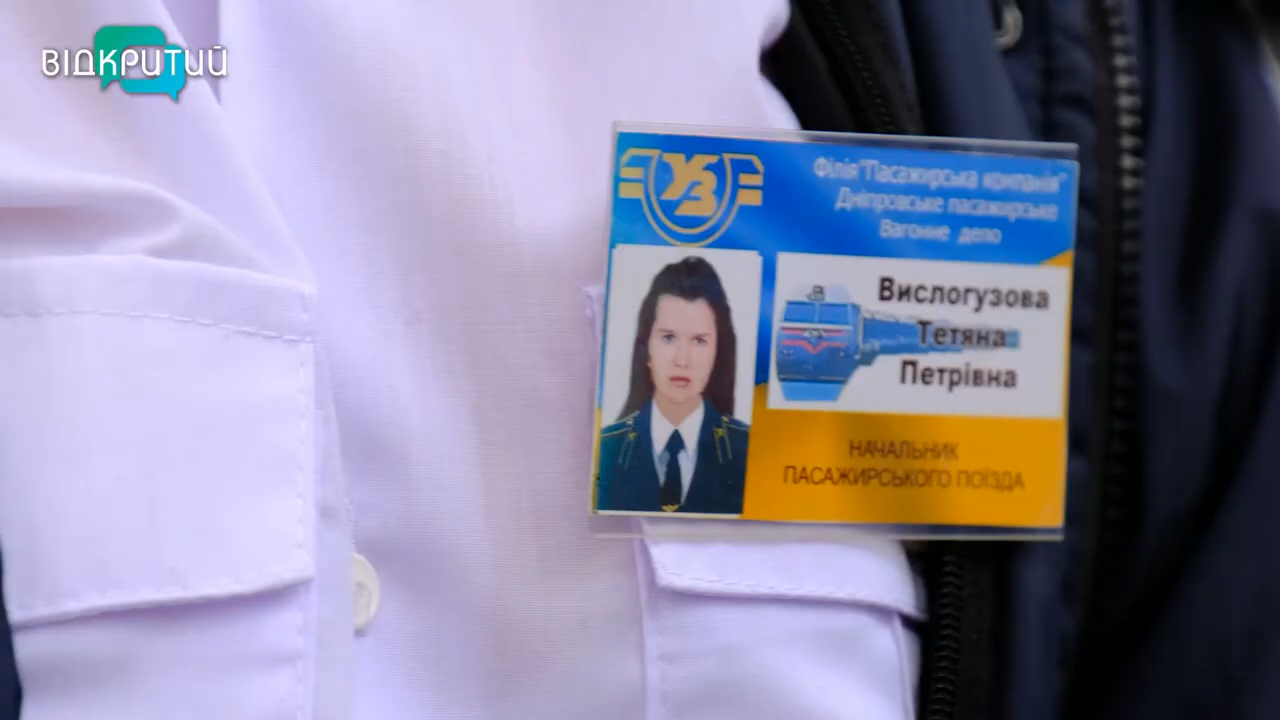 ВІДКРИТИЙ
УЗ
Філія "Пасажирська компанія"
Дніпровське пасажирське
Вагонне депо
Вислогузова
Тетяна
Петрівна
НАЧАЛЬНИК
ПАСАЖИРСЬКОГО ПОЇЗДА